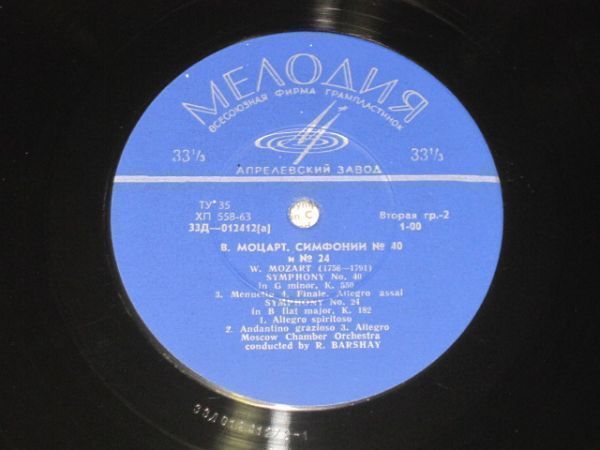 МЕЛОДИЯ
ВСЕСОЮЗНАЯ ФИРМА ГРАМПЛАСТИНОК
33⅓ 33⅓
АПРЕЛЕВСКИЙ ЗАВОД
ТУ 35
ХП 558-63 Вторая гр.-2
33Д—012412(а) 1-00
В. МОЦАРТ. СИМФОНИИ № 40
и № 24
W. MOZART (1756—1791)
SYMPHONY No. 40
in G minor, K. 550
3. Menuetto 4. Finale. Allegro assai
SYMPHONY No. 24
in B flat major, K. 182
1. Allegro spiritoso
2. Andantino grazioso 3. Allegro
Moscow Chamber Orchestra
conducted by R. BARSHAY